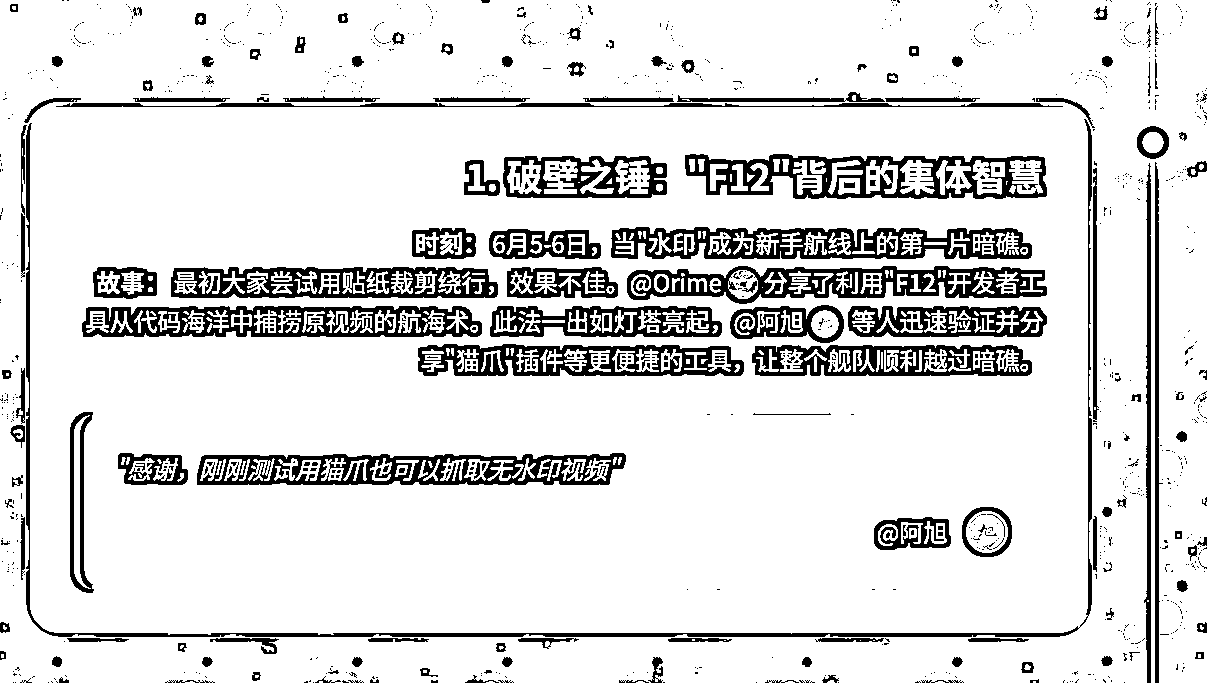 1. 破壁之锤："F12"背后的集体智慧
时刻：6月5-6日，当"水印"成为新手航线上的第一片暗礁。
故事：最初大家尝试用贴纸裁剪绕行，效果不佳。@Orime 分享了利用"F12"开发者工
具从代码海洋中捕捞原视频的航海术。此法一出如灯塔亮起，@阿旭 旭 等人迅速验证并分
享"猫爪"插件等更便捷的工具，让整个舰队顺利越过暗礁。
"感谢，刚刚测试用猫爪也可以抓取无水印视频"
@阿旭 旭